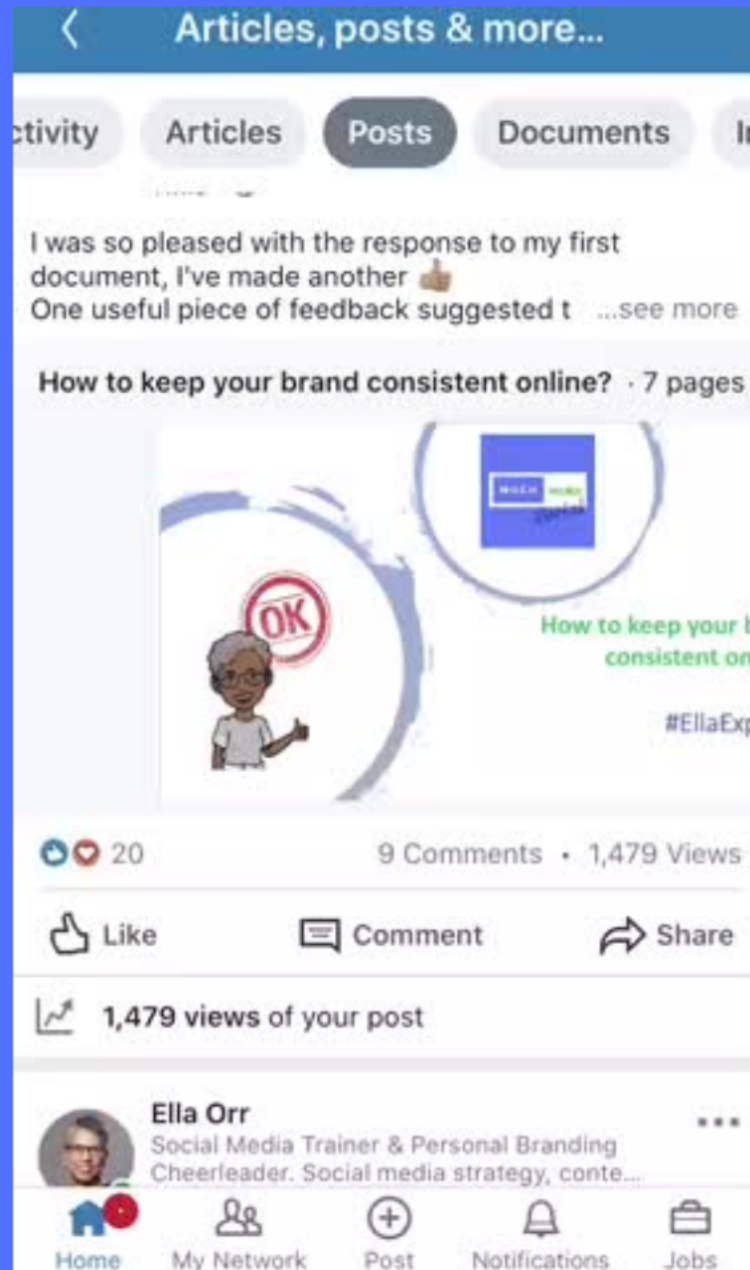 Articles, posts & more...
ctivity Articles Posts Documents
I was so pleased with the response to my first
document, I've made another 👍🏽
One useful piece of feedback suggested t ...see more
How to keep your brand consistent online? · 7 pages
OK
How to keep your b
consistent on
#EllaExp
20 9 Comments • 1,479 Views
Like Comment Share
1,479 views of your post
Ella Orr
Social Media Trainer & Personal Branding
Cheerleader. Social media strategy, conte...
Home My Network Post Notifications Jobs